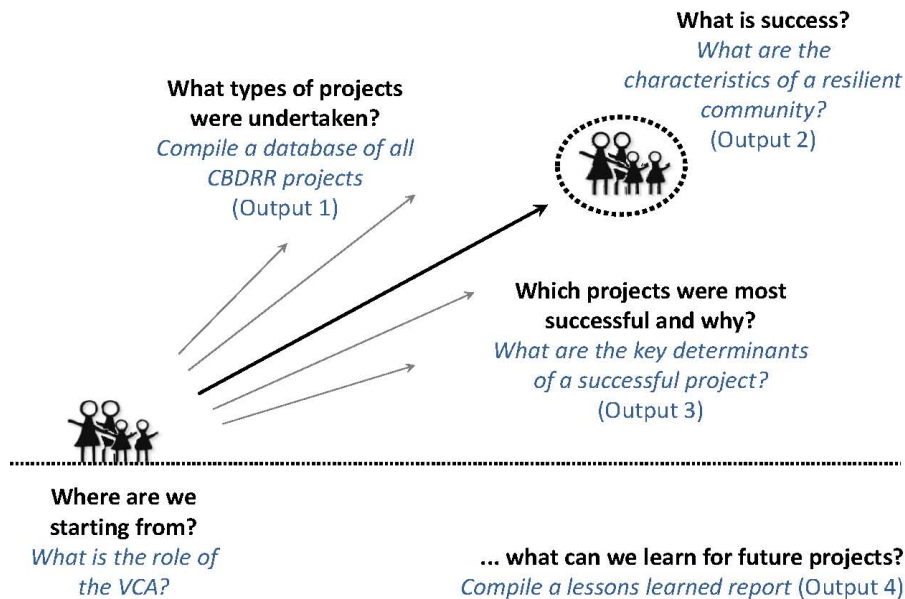 What is success?
What are the
characteristics of a resilient
community?
(Output 2)
What types of projects
were undertaken?
Compile a database of all
CBDRR projects
(Output 1)
Which projects were most
successful and why?
What are the key determinants
of a successful project?
(Output 3)
Where are we
starting from?
What is the role of
the VCA?
... what can we learn for future projects?
Compile a lessons learned report (Output 4)